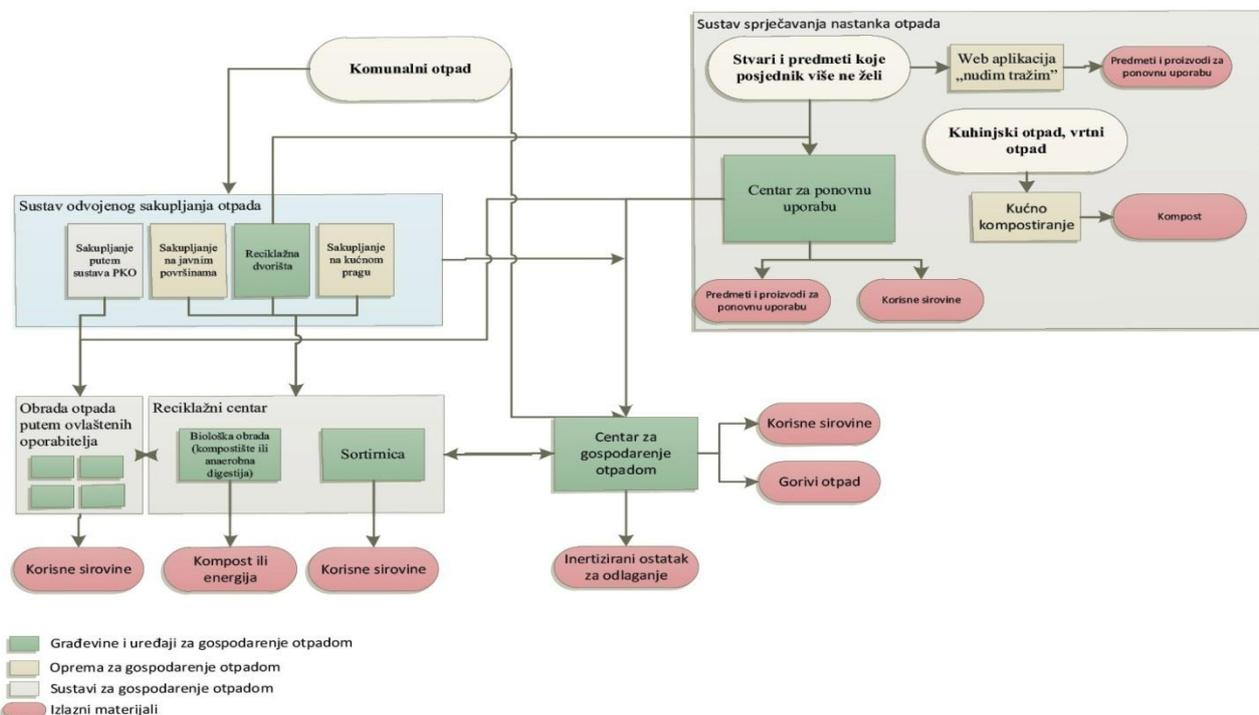 Sustav sprječavanja nastanka otpada
Komunalni otpad
Stvari i predmeti koje
posjednik više ne želi
Web aplikacija
„nudim tražim”
Predmeti i proizvodi za
ponovnu uporabu
Kuhinjski otpad, vrtni
otpad
Centar za ponovnu
uporabu
Kućno
kompostiranje
Kompost
Predmeti i proizvodi za
ponovnu uporabu
Korisne sirovine
Sustav odvojenog sakupljanja otpada
Sakupljanje
putem
sustava PKO
Sakupljanje
na javnim
površinama
Reciklažna
dvorišta
Sakupljanje
na kućnom
pragu
Obrada otpada
putem ovlaštenih
oporabitelja
Reciklažni centar
Biološka obrada
(kompostište ili
anaerobna
digestija)
Sortirnica
Centar za
gospodarenje
otpadom
Korisne sirovine
Gorivi otpad
Korisne sirovine
Kompost ili
energija
Korisne sirovine
Inertizirani ostatak
za odlaganje
Građevine i uređaji za gospodarenje otpadom
Oprema za gospodarenje otpadom
Sustavi za gospodarenje otpadom
Izlazni materijali